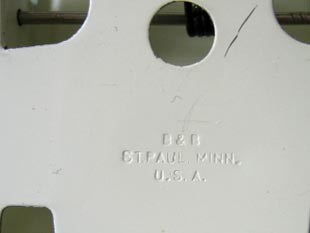 B & B
ST. PAUL, MINN.
U. S. A.